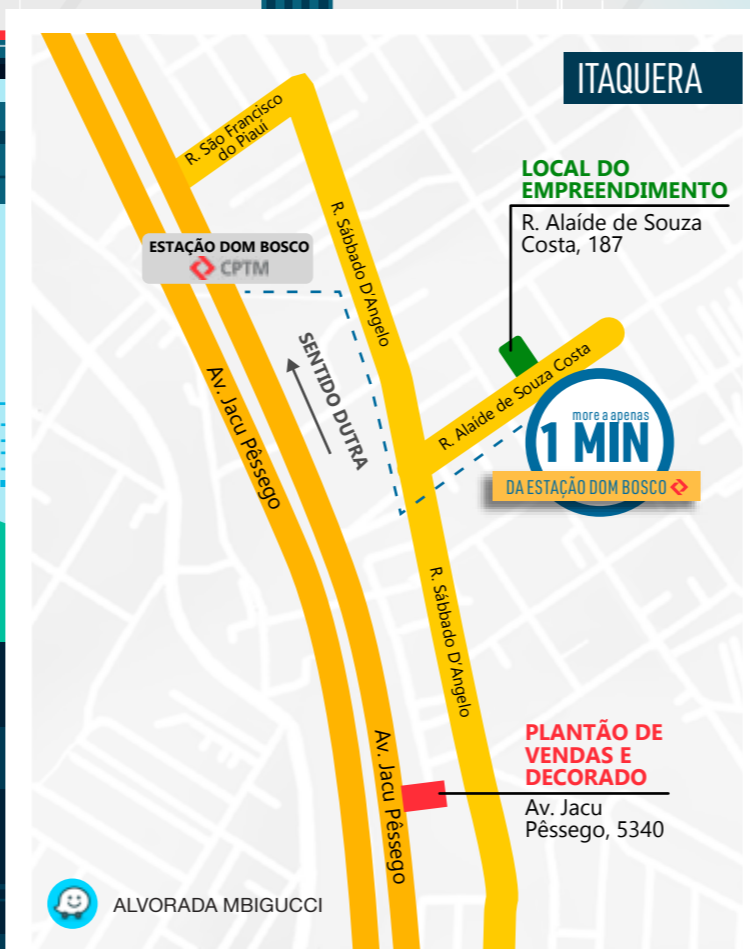 ITAQUERA
R. São Francisco
do Piauí
LOCAL DO
EMPREENDIMENTO
R. Alaíde de Souza
Costa, 187
R. Sábbado D'Angelo
ESTAÇÃO DOM BOSCO
CPTM
SENTIDO DUTRA
Av. Jacu Pêssego
R. Alaíde de Souza Costa
more a apenas
1 MIN
DA ESTAÇÃO DOM BOSCO
R. Sábbado D'Angelo
PLANTÃO DE
VENDAS E
DECORADO
Av. Jacu
Pêssego, 5340
Av. Jacu Pêssego
ALVORADA MBIGUCCI